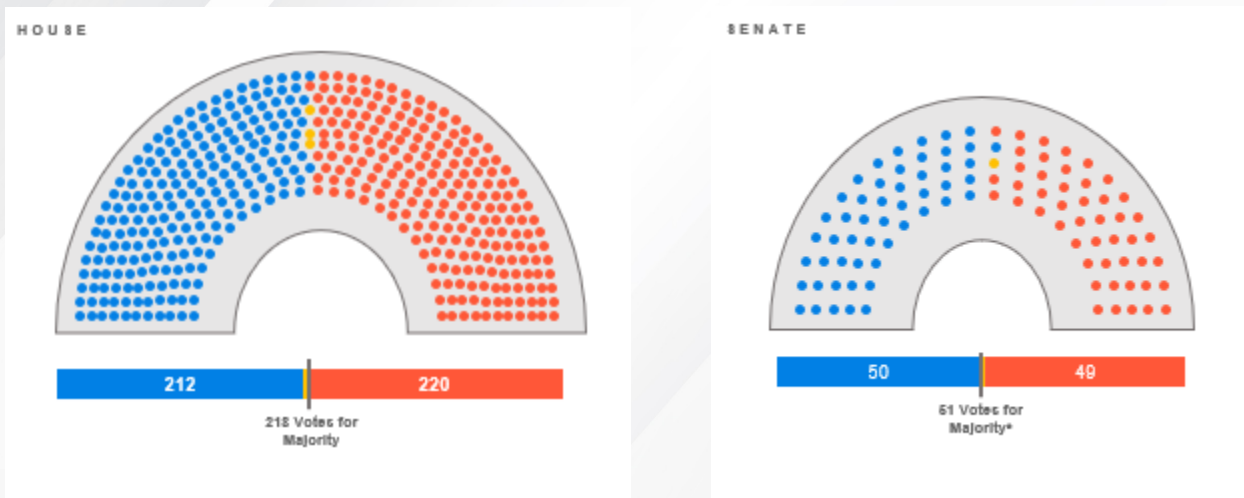 HOUSE
212
220
218 Votes for
Majority
SENATE
50
49
51 Votes for
Majority*